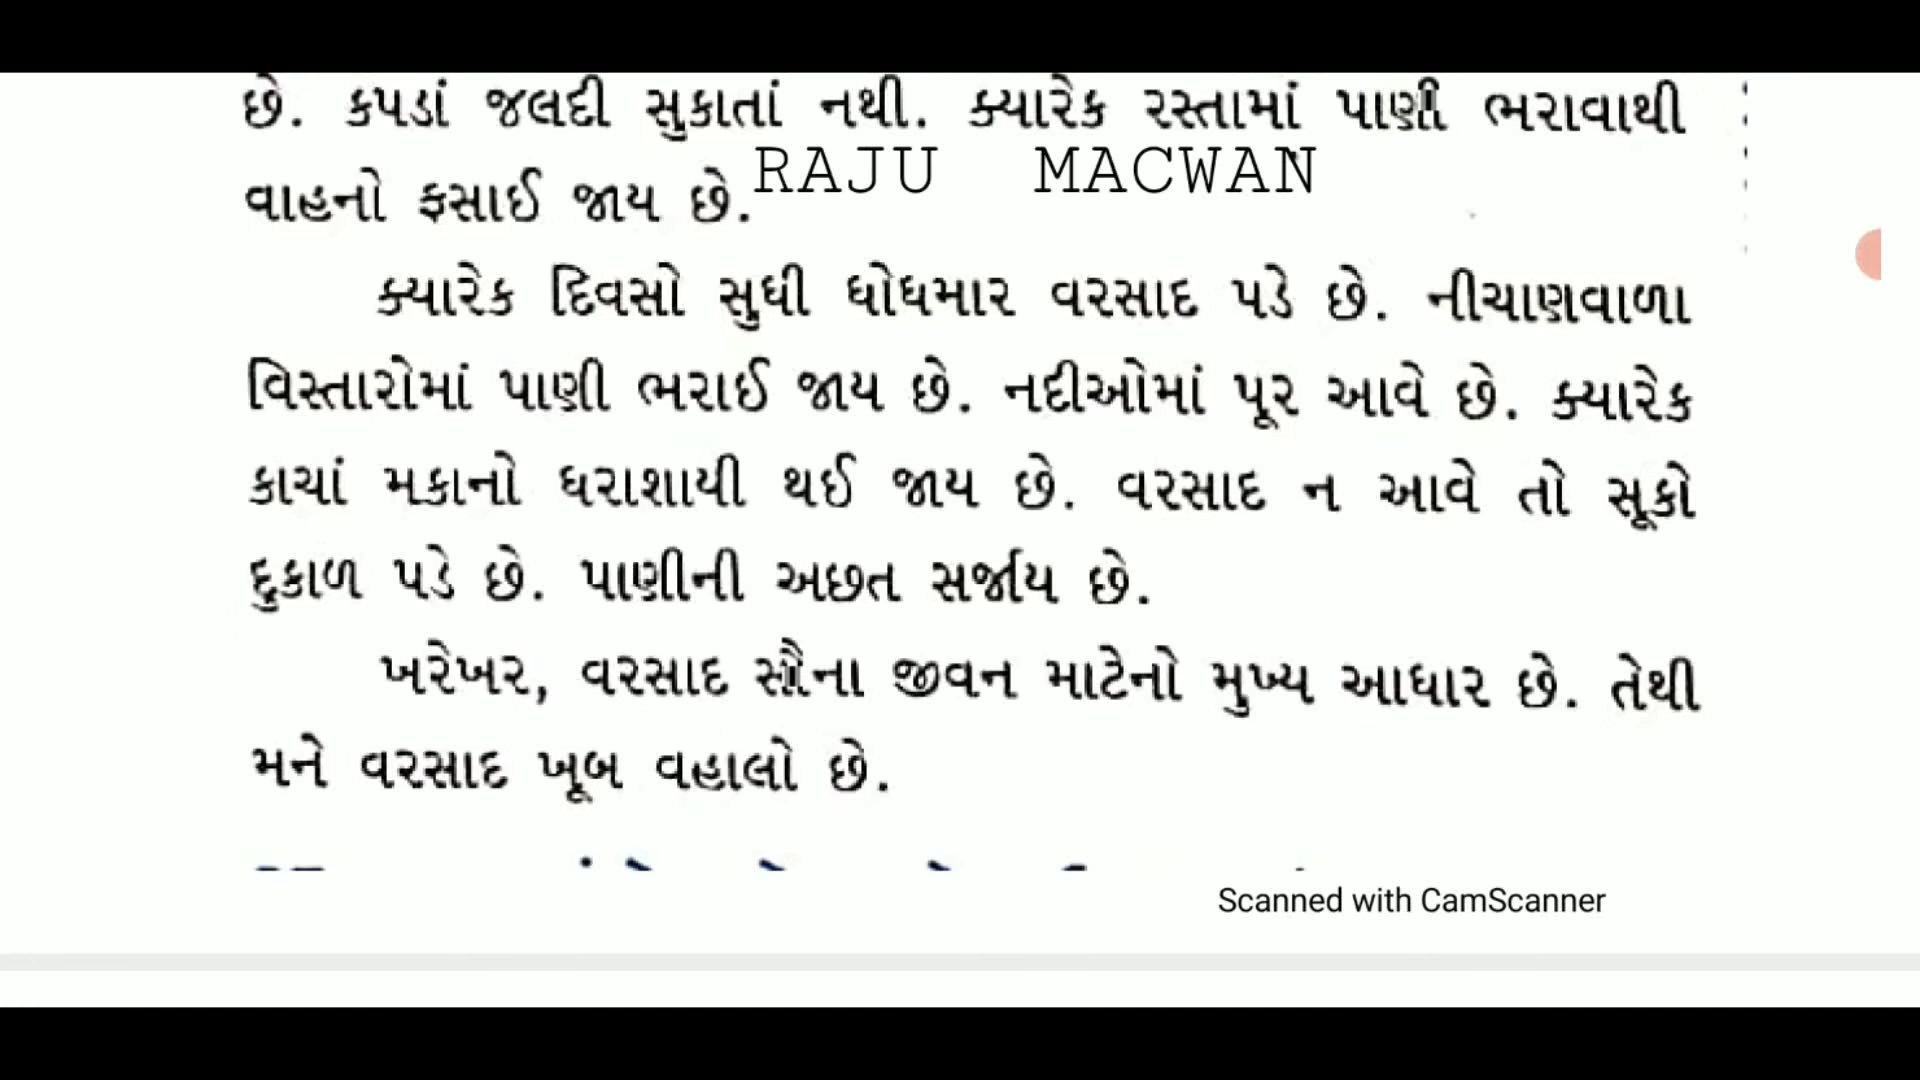 છે. કપડાં જલદી સુકાતાં નથી. ક્યારેક રસ્તામાં પાણી ભરાવાથી
વાહનો ફસાઈ જાય છે. RAJU MACWAN
ક્યારેક દિવસો સુધી ધોધમાર વરસાદ પડે છે. નીચાણવાળા
વિસ્તારોમાં પાણી ભરાઈ જાય છે. નદીઓમાં પૂર આવે છે. ક્યારેક
કાચાં મકાનો ધરાશાયી થઈ જાય છે. વરસાદ ન આવે તો સૂકો
દુકાળ પડે છે. પાણીની અછત સર્જાય છે.
ખરેખર, વરસાદ સૌના જીવન માટેનો મુખ્ય આધાર છે. તેથી
મને વરસાદ ખૂબ વહાલો છે.
Scanned with CamScanner